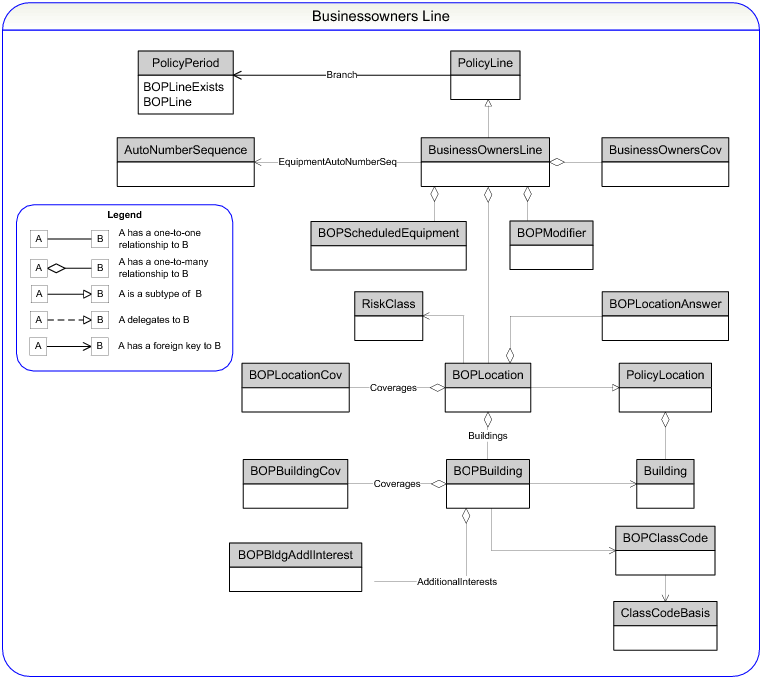 Businessowners Line
PolicyPeriod
BOPLineExists
BOPLine
Branch
PolicyLine
AutoNumberSequence
EquipmentAutoNumberSeq
BusinessOwnersLine
BusinessOwnersCov
Legend
A B A has a one-to-one
relationship to B
A B A has a one-to-many
relationship to B
A B A is a subtype of B
A B A delegates to B
A B A has a foreign key to B
BOPScheduledEquipment
BOPModifier
RiskClass
BOPLocationAnswer
BOPLocationCov
Coverages
BOPLocation
PolicyLocation
Buildings
BOPBuildingCov
Coverages
BOPBuilding
Building
BOPClassCode
BOPBldgAddlInterest
AdditionalInterests
ClassCodeBasis